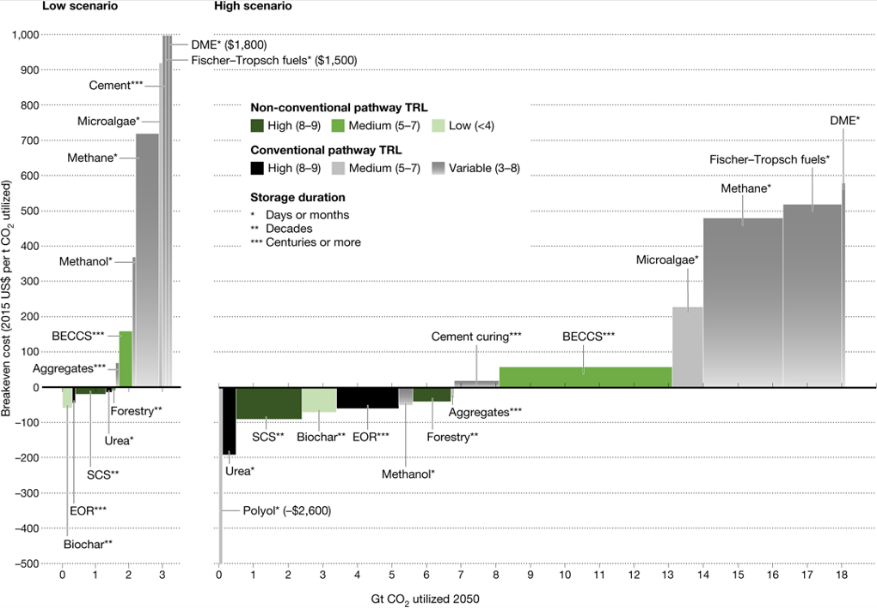 Low scenario
High scenario
Breakeven cost (2015 US$ per t CO2 utilized)
1,000
900
800
700
600
500
400
300
200
100
0
–100
–200
–300
–400
–500
DME* ($1,800)
Fischer–Tropsch fuels* ($1,500)
Cement***
Microalgae*
Methane*
Methanol*
BECCS***
Aggregates***
Forestry**
Urea*
SCS**
EOR***
Biochar**
0 1 2 3
Non-conventional pathway TRL
High (8–9) Medium (5–7) Low (<4)
Conventional pathway TRL
High (8–9) Medium (5–7) Variable (3–8)
Storage duration
* Days or months
** Decades
*** Centuries or more
DME*
Fischer–Tropsch fuels*
Methane*
Microalgae*
Cement curing***
BECCS***
Aggregates***
SCS** Biochar** EOR*** Forestry**
Urea*
Methanol*
Polyol* (–$2,600)
0 1 2 3 4 5 6 7 8 9 10 11 12 13 14 15 16 17 18
Gt CO2 utilized 2050